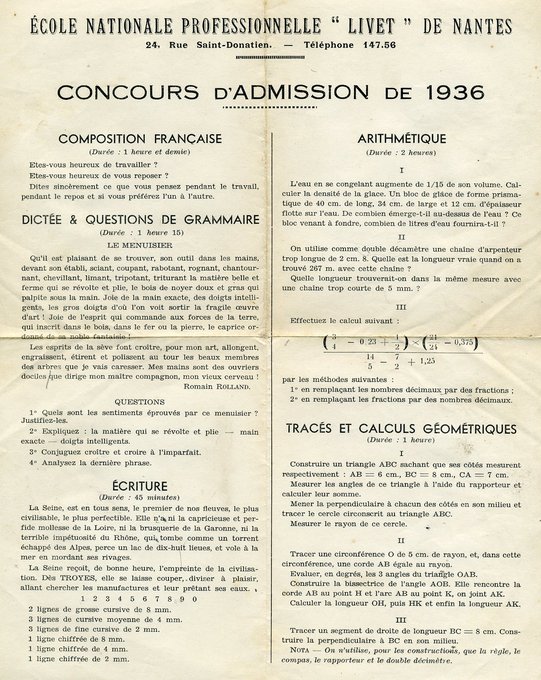 ÉCOLE NATIONALE PROFESSIONNELLE “ LIVET ” DE NANTES
24, Rue Saint-Donatien. — Téléphone 147.56
CONCOURS D'ADMISSION DE 1936
COMPOSITION FRANÇAISE
(Durée : 1 heure et demie)
Etes-vous heureux de travailler ?
Etes-vous heureux de vous reposer ?
Dites sincèrement ce que vous pensez pendant le travail,
pendant le repos et si vous préférez l'un à l'autre.
DICTÉE & QUESTIONS DE GRAMMAIRE
(Durée : 1 heure 15)
LE MENUISIER
Qu'il est plaisant de se trouver, son outil dans les mains,
devant son établi, sciant, coupant, rabotant, rognant, chantour-
nant, chevillant, limant, tripotant, triturant la matière belle et
ferme qui se révolte et plie, le bois de noyer doux et gras qui
palpite sous la main. Joie de la main exacte, des doigts intelli-
gents, les gros doigts d'où l'on voit sortir la fragile œuvre
d'art ! Joie de l'esprit qui commande aux forces de la terre,
qui inscrit dans le bois, dans le fer ou la pierre, le caprice or-
donné de sa noble fantaisie !
Les esprits de la sève font croître, pour mon art, allongent,
engraissent, étirent et polissent au tous les beaux membres
des arbres que je vais caresser. Mes mains sont des ouvriers
dociles que dirige mon maître compagnon, mon vieux cerveau !
Romain ROLLAND.
QUESTIONS
1° Quels sont les sentiments éprouvés par ce menuisier ?
Justifiez-les.
2° Expliquez : la matière qui se révolte et plie — main
exacte — doigts intelligents.
3° Conjuguez croître et croire à l'imparfait.
4° Analysez la dernière phrase.
ÉCRITURE
(Durée : 45 minutes)
La Seine, est en tous sens, le premier de nos fleuves, le plus
civilisable, le plus perfectible. Elle n'a ni la capricieuse et per-
fide mollesse de la Loire, ni la brusquerie de la Garonne, ni la
terrible impétuosité du Rhône, qui tombe comme un torrent
échappé des Alpes, perce un lac de dix-huit lieues, et vole à la
mer en mordant ses rivages.
La Seine reçoit, de bonne heure, l'empreinte de la civilisa-
tion. Dès TROYES, elle se laisse couper, diviser à plaisir,
allant chercher les manufactures et leur prêtant ses eaux.
1 2 3 4 5 6 7 8 9 0
2 lignes de grosse cursive de 8 mm.
3 lignes de cursive moyenne de 4 mm.
3 lignes de fine cursive de 2 mm.
1 ligne chiffrée de 8 mm.
1 ligne chiffrée de 4 mm.
1 ligne chiffrée de 2 mm.
ARITHMÉTIQUE
(Durée : 2 heures)
I
L'eau en se congelant augmente de 1/15 de son volume. Cal-
culer la densité de la glace. Un bloc de glace de forme prisma-
tique de 40 cm. de long, 34 cm. de large et 12 cm. d'épaisseur
flotte sur l'eau. De combien émerge-t-il au-dessus de l'eau ? Ce
bloc venant à fondre, combien de litres d'eau fournira-t-il ?
II
On utilise comme double décamètre une chaîne d'arpenteur
trop longue de 2 cm. 8. Quelle est la longueur vraie quand on a
trouvé 267 m. avec cette chaîne ?
Quelle longueur trouverait-on dans la même mesure avec
une chaîne trop courte de 5 mm. ?
III
Effectuez le calcul suivant :
(3/4 − 0,23 + 1/2) × (21/24 − 0,375)
14/5 − 7/2 + 1,25
par les méthodes suivantes :
1° en remplaçant les nombres décimaux par des fractions ;
2° en remplaçant les fractions par des nombres décimaux.
TRACÉS ET CALCULS GÉOMÉTRIQUES
(Durée : 1 heure)
I
Construire un triangle ABC sachant que ses côtés mesurent
respectivement : AB = 6 cm., BC = 8 cm., CA = 7 cm.
Mesurer les angles de ce triangle à l'aide du rapporteur et
calculer leur somme.
Mener la perpendiculaire à chacun des côtés en son milieu et
tracer le cercle circonscrit au triangle ABC.
Mesurer le rayon de ce cercle.
II
Tracer une circonférence O de 5 cm. de rayon, et, dans cette
circonférence, une corde AB égale au rayon.
Evaluer, en degrés, les 3 angles du triangle OAB.
Construire la bissectrice de l'angle AOB. Elle rencontre la
corde AB au point H et l'arc AB au point K, on joint AK.
Calculer la longueur OH, puis HK et enfin la longueur AK.
III
Tracer un segment de droite de longueur BC = 8 cm. Cons-
truire la perpendiculaire à BC en son milieu.
NOTA — On n'utilise, pour les constructions, que la règle, le
compas, le rapporteur et le double décimètre.